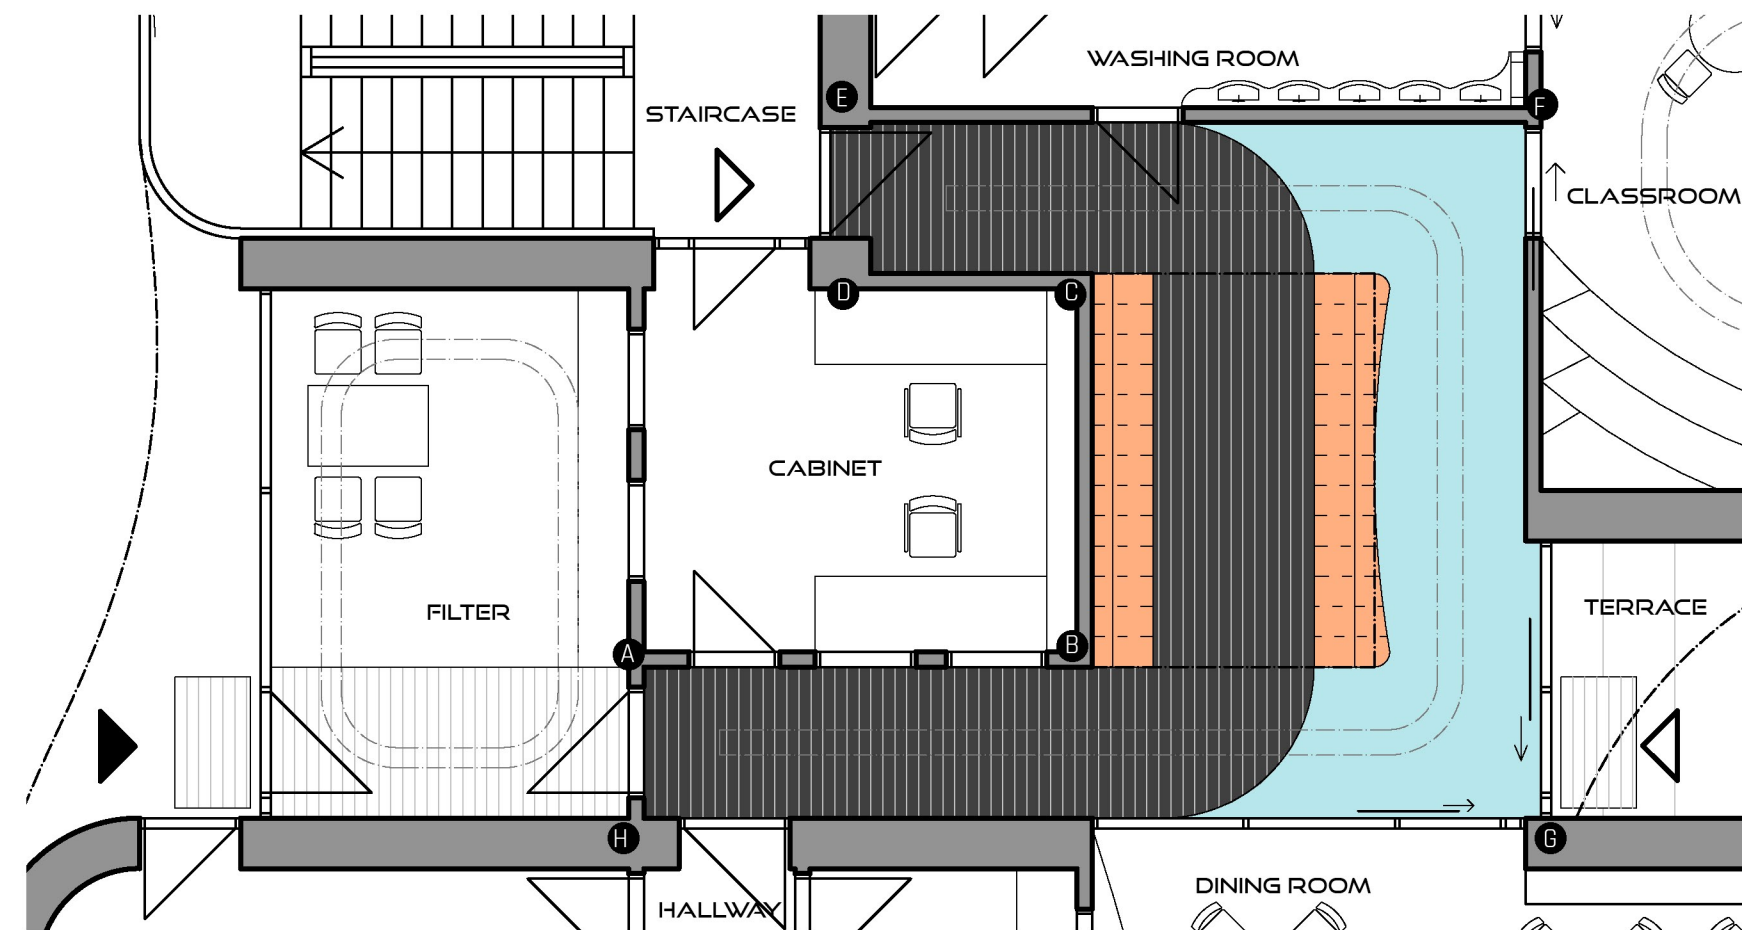 WASHING ROOM
E
F
STAIRCASE
CLASSROOM
D
C
CABINET
FILTER
TERRACE
A
B
H
G
DINING ROOM
HALLWAY